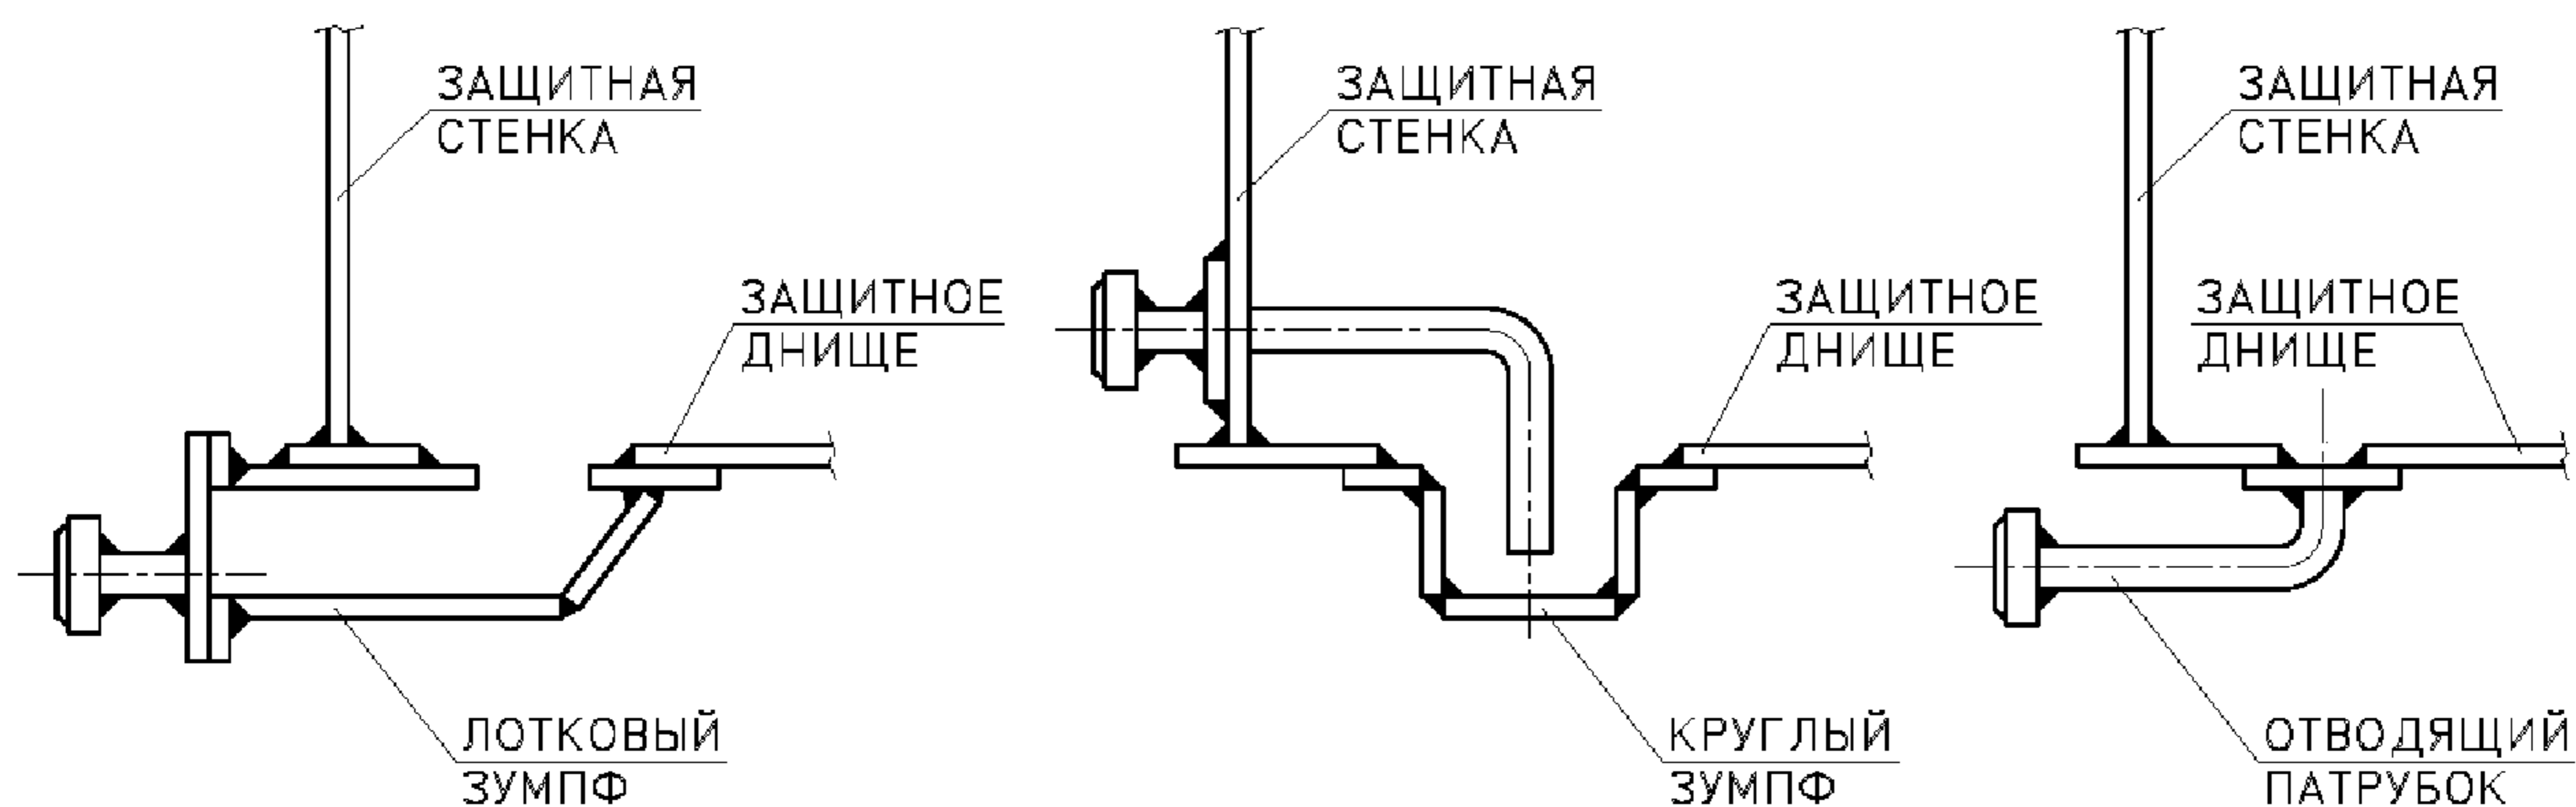 ЗАЩИТНАЯ
СТЕНКА
ЗАЩИТНОЕ
ДНИЩЕ
ЛОТКОВЫЙ
ЗУМПФ
ЗАЩИТНАЯ
СТЕНКА
ЗАЩИТНОЕ
ДНИЩЕ
КРУГЛЫЙ
ЗУМПФ
ЗАЩИТНАЯ
СТЕНКА
ЗАЩИТНОЕ
ДНИЩЕ
ОТВОДЯЩИЙ
ПАТРУБОК